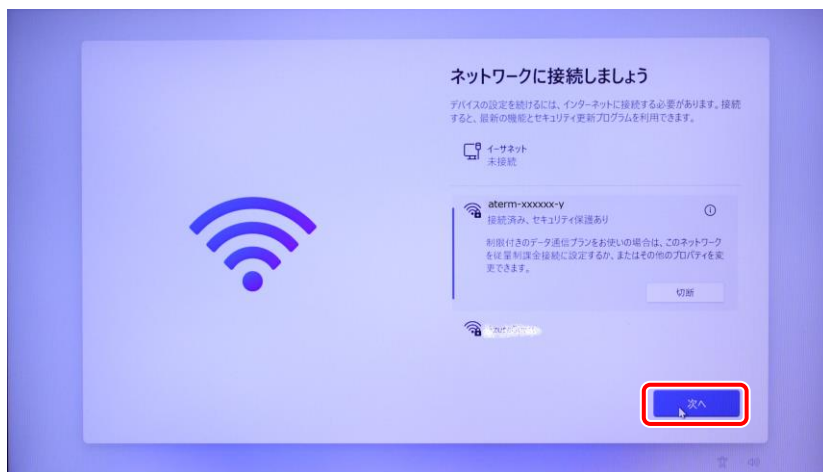 ネットワークに接続しましょう
デバイスの設定を続けるには、インターネットに接続する必要があります。接続
すると、最新の機能とセキュリティ更新プログラムを利用できます。
イーサネット
未接続
aterm-xxxxxx-y
接続済み、セキュリティ保護あり
制限付きのデータ通信プランをお使いの場合は、このネットワーク
を従量制課金接続に設定するか、またはその他のプロパティを変
更できます。
切断
次へ